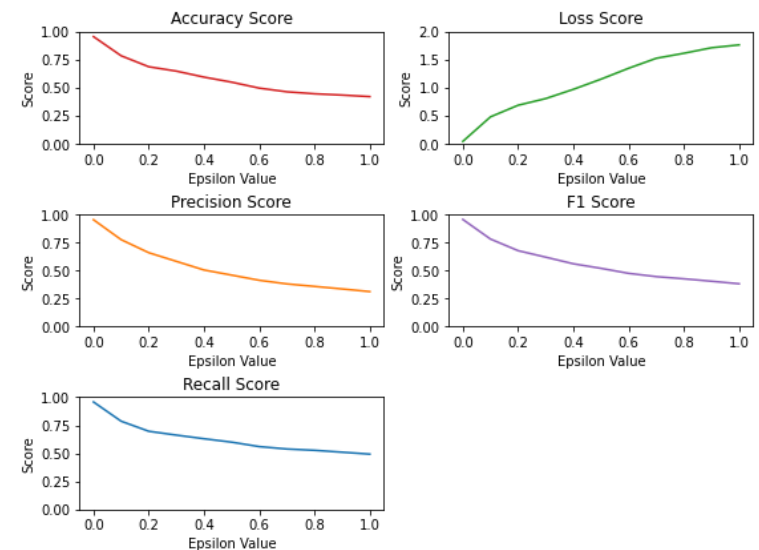 Accuracy Score
Score
1.00
0.75
0.50
0.25
0.00
0.0 0.2 0.4 0.6 0.8 1.0
Epsilon Value
Loss Score
Score
2.0
1.5
1.0
0.5
0.0
0.0 0.2 0.4 0.6 0.8 1.0
Epsilon Value
Precision Score
Score
1.00
0.75
0.50
0.25
0.00
0.0 0.2 0.4 0.6 0.8 1.0
Epsilon Value
F1 Score
Score
1.00
0.75
0.50
0.25
0.00
0.0 0.2 0.4 0.6 0.8 1.0
Epsilon Value
Recall Score
Score
1.00
0.75
0.50
0.25
0.00
0.0 0.2 0.4 0.6 0.8 1.0
Epsilon Value